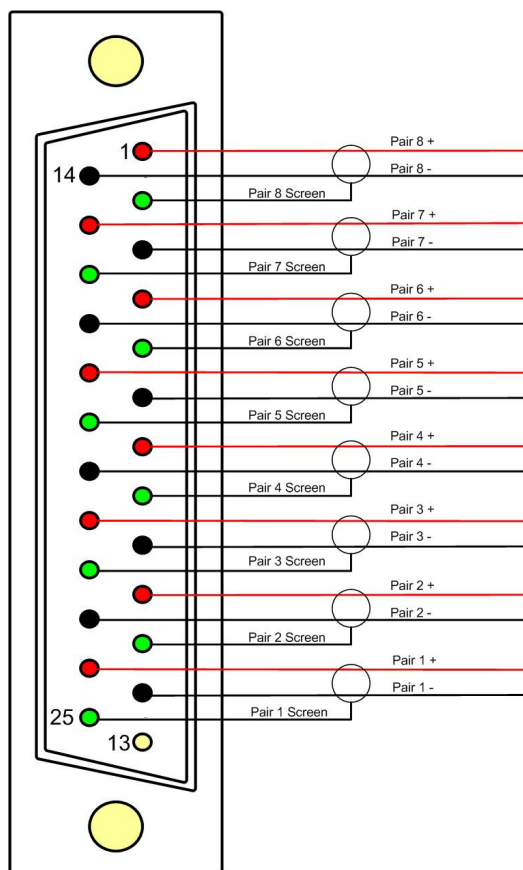 1
Pair 8 +
14
Pair 8 -
Pair 8 Screen
Pair 7 +
Pair 7 -
Pair 7 Screen
Pair 6 +
Pair 6 -
Pair 6 Screen
Pair 5 +
Pair 5 -
Pair 5 Screen
Pair 4 +
Pair 4 -
Pair 4 Screen
Pair 3 +
Pair 3 -
Pair 3 Screen
Pair 2 +
Pair 2 -
Pair 2 Screen
Pair 1 +
Pair 1 -
25
Pair 1 Screen
13